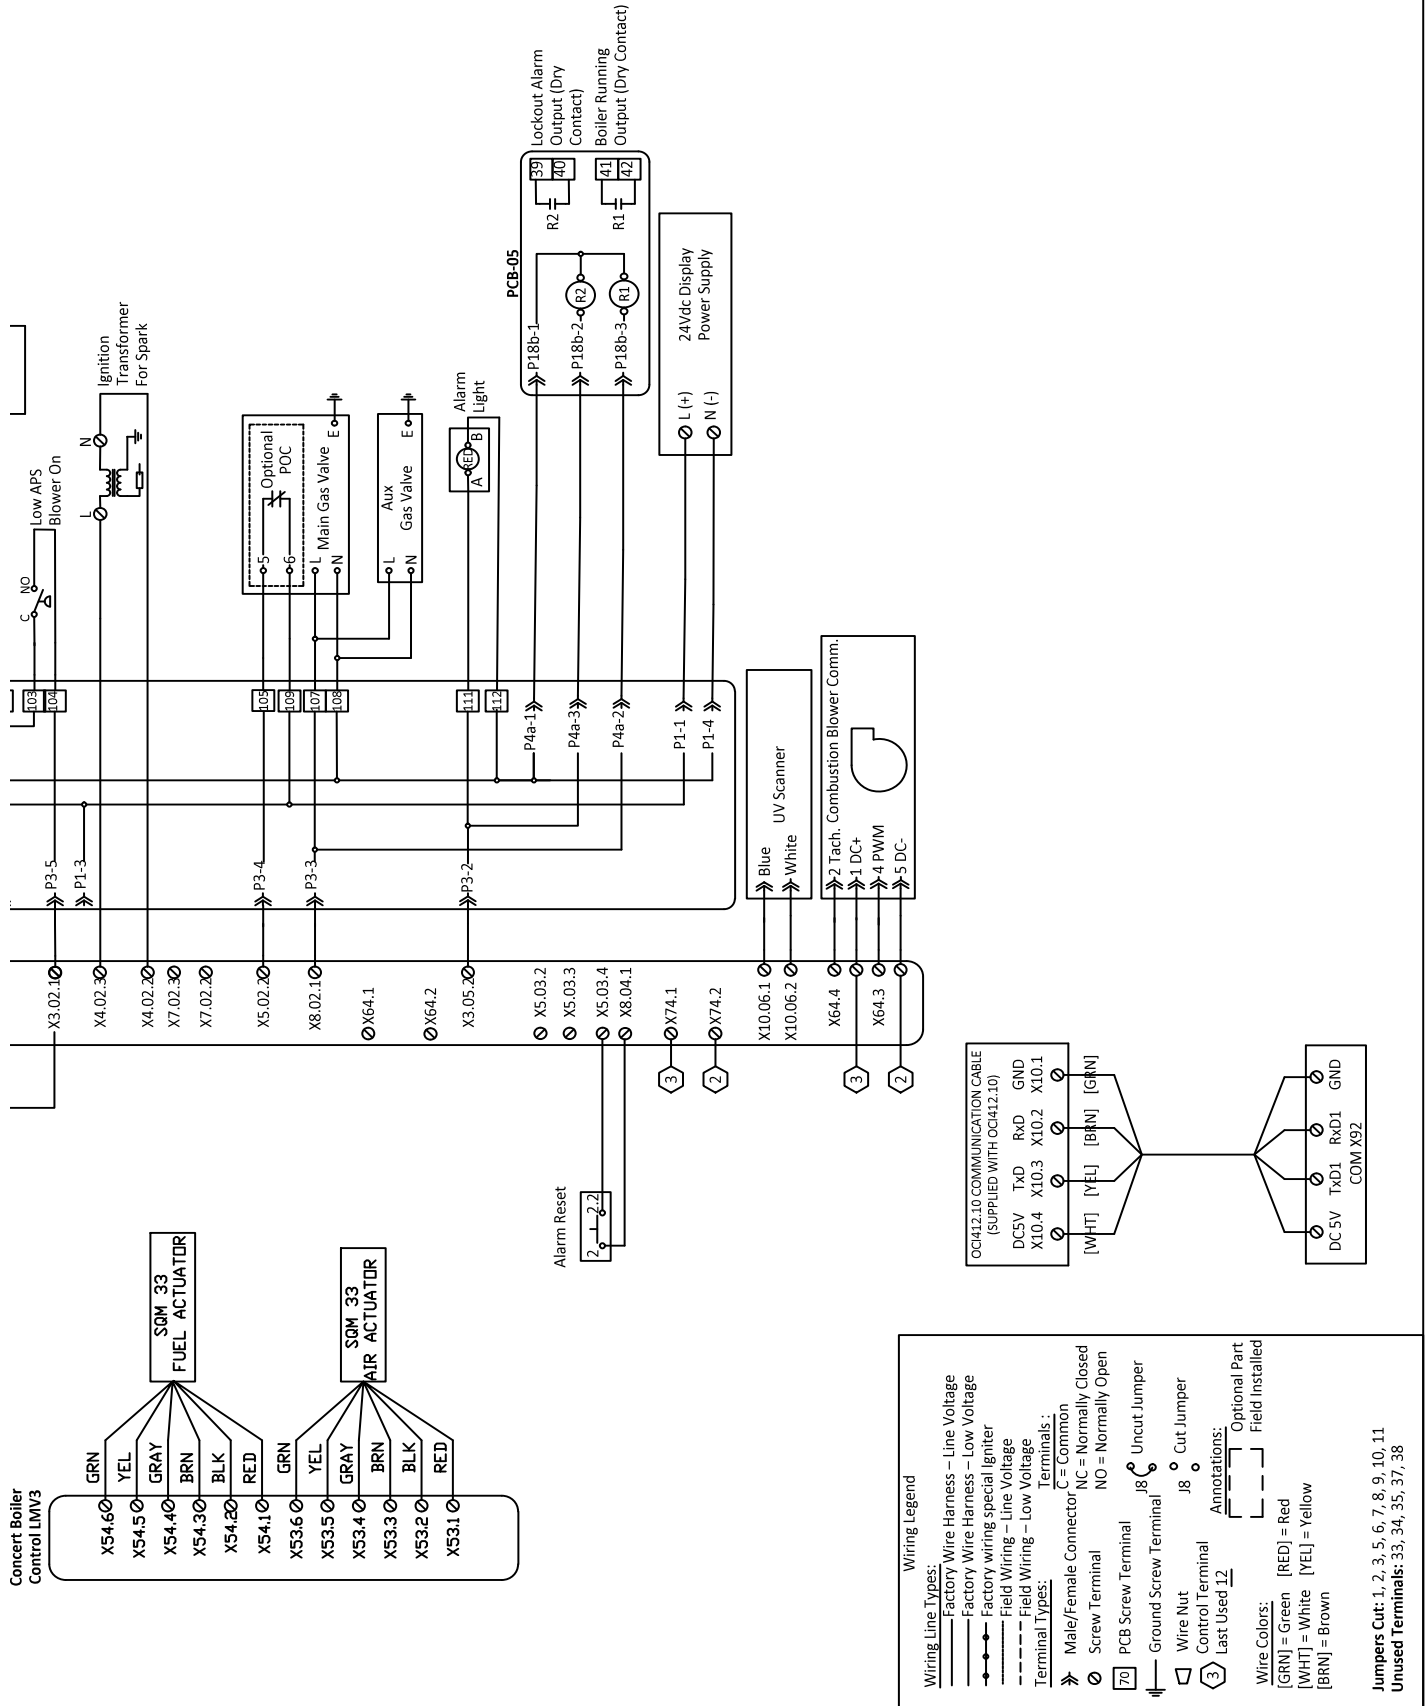 Lockout Alarm
Output (Dry
Contact)
Boiler Running
Output (Dry Contact)
39
40
41
42
R2
R1
PCB-05
R2
R1
P18b-1
P18b-2
P18b-3
24Vdc Display
Power Supply
L (+)
N (-)
Ignition
Transformer
For Spark
N
L
Low APS
Blower On
NO
C
Optional
POC
5
6
Main Gas Valve
L
N
E
Aux
Gas Valve
L
N
E
Alarm
Light
RED
A
B
103
104
105
109
107
108
111
112
P4a-1
P4a-3
P4a-2
P1-1
P1-4
P3-5
P1-3
P3-4
P3-3
P3-2
UV Scanner
Blue
White
Combustion Blower Comm.
2 Tach.
1 DC+
4 PWM
5 DC-
X3.02.1
X4.02.3
X4.02.2
X7.02.3
X7.02.2
X5.02.2
X8.02.1
X64.1
X64.2
X3.05.2
X5.03.2
X5.03.3
X5.03.4
X8.04.1
X74.1
X74.2
X10.06.1
X10.06.2
X64.4
X64.3
3
2
3
2
Alarm Reset
2
2.2
OCI412.10 COMMUNICATION CABLE
(SUPPLIED WITH OCI412.10)
DC5V TxD RxD GND
X10.4 X10.3 X10.2 X10.1
[WHT] [YEL] [BRN] [GRN]
DC 5V TxD1 RxD1 GND
COM X92
Concert Boiler
Control LMV3
X54.6
X54.5
X54.4
X54.3
X54.2
X54.1
X53.6
X53.5
X53.4
X53.3
X53.2
X53.1
GRN
YEL
GRAY
BRN
BLK
RED
GRN
YEL
GRAY
BRN
BLK
RED
SQM 33
FUEL ACTUATOR
SQM 33
AIR ACTUATOR
Wiring Legend
Wiring Line Types:
Factory Wire Harness – Line Voltage
Factory Wire Harness – Low Voltage
Factory wiring special Igniter
Field Wiring – Line Voltage
Field Wiring – Low Voltage
Terminal Types:
Male/Female Connector
Screw Terminal
70 PCB Screw Terminal
Ground Screw Terminal
Wire Nut
Control Terminal
3 Last Used 12
Terminals :
C = Common
NC = Normally Closed
NO = Normally Open
J8 Uncut Jumper
J8 Cut Jumper
Annotations:
Optional Part
Field Installed
Wire Colors:
[GRN] = Green [RED] = Red
[WHT] = White [YEL] = Yellow
[BRN] = Brown
Jumpers Cut: 1, 2, 3, 5, 6, 7, 8, 9, 10, 11
Unused Terminals: 33, 34, 35, 37, 38